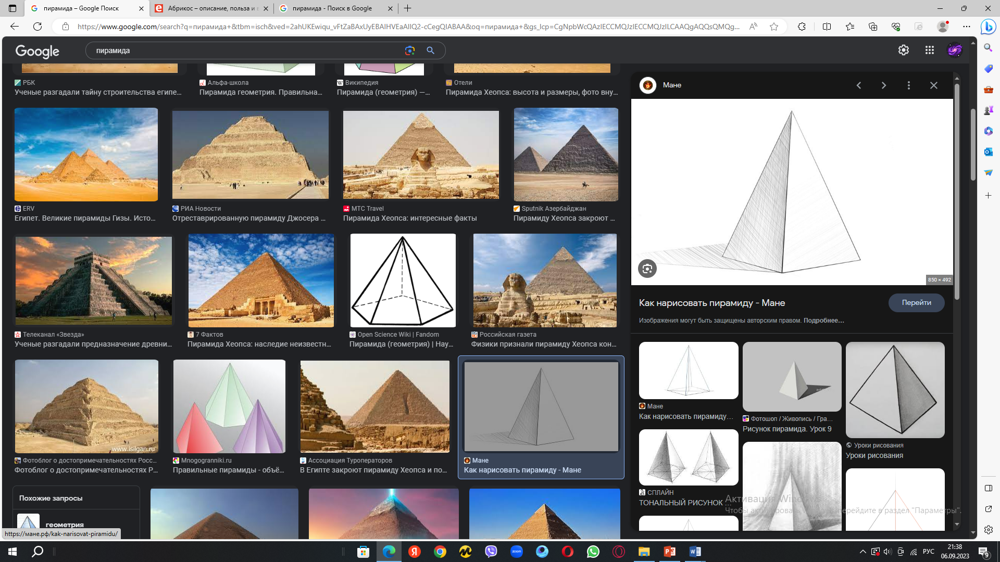 пирамида – Google Поиск
Абрикос – описание, польза и в
пирамида - Поиск в Google
https://www.google.com/search?q=пирамида+&tbm=isch&ved=2ahUKEwiqu_vFtZaBAxUyEBAIHVEaAIIQ2-cCegQIABAA&oq=пирамида+&gs_lcp=CgNpbWcQAzIECCMQJzIECCMQJzILCAAQgAQQsQMQg...
Google
пирамида
РБК
Ученые разгадали тайну строительства египе...
Альфа-школа
Пирамида геометрия. Правильна...
Википедия
Пирамида (геометрия) —...
Отели
Пирамида Хеопса: высота и размеры, фото вну...
ERV
Египет. Великие пирамиды Гизы. Исто...
РИА Новости
Отреставрированную пирамиду Джосера ...
МТС Travel
Пирамида Хеопса: интересные факты
Sputnik Азербайджан
Пирамиду Хеопса закроют ...
Телеканал «Звезда»
Ученые разгадали предназначение древни...
7 Фактов
Пирамида Хеопса: наследие неизвестн...
Open Science Wiki | Fandom
Пирамида (геометрия) | Нау...
Российская газета
Физики признали пирамиду Хеопса кон...
www.isilgan.ru
Фотоблог о достопримечательностях Росс...
Фотоблог о достопримечательностях Р...
Mnogogranniki.ru
Правильные пирамиды - объё...
Ассоциация Туроператоров
В Египте закроют пирамиду Хеопса и по...
Мане
Как нарисовать пирамиду - Мане
Похожие запросы
геометрия
https://мане.рф/kak-narisovat-piramidu/
Мане
850 × 492
Как нарисовать пирамиду - Мане
Перейти
Изображения могут быть защищены авторским правом. Подробнее...
Мане
Как нарисовать пирамиду...
Фотошоп / Живопись / Гра...
Рисунок пирамида. Урок 9
Уроки рисования
Уроки рисования
СПЛАЙН
ТОНАЛЬНЫЙ РИСУНОК ...
Активация Windows
Чтобы активировать Windows, перейдите в раздел "Параметры".
zoom
РУС
21:38
06.09.2023
9